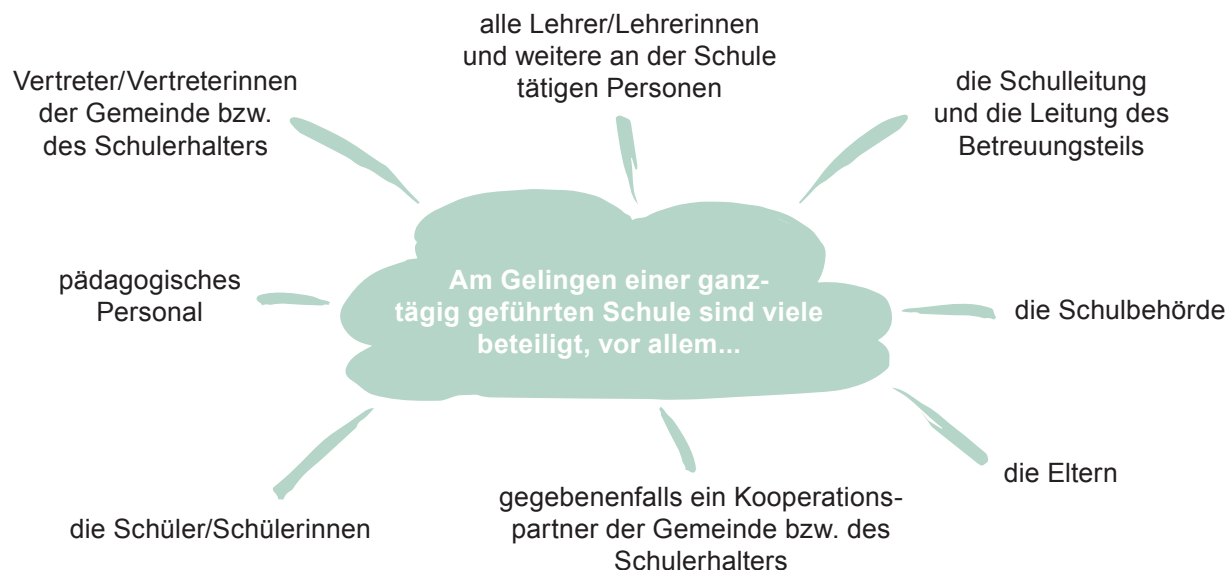 alle Lehrer/Lehrerinnen
und weitere an der Schule
tätigen Personen
Vertreter/Vertreterinnen
der Gemeinde bzw.
des Schulerhalters
die Schulleitung
und die Leitung des
Betreuungsteils
Am Gelingen einer ganz-
tägig geführten Schule sind viele
beteiligt, vor allem...
pädagogisches
Personal
die Schulbehörde
die Eltern
gegebenenfalls ein Kooperations-
partner der Gemeinde bzw. des
Schulerhalters
die Schüler/Schülerinnen